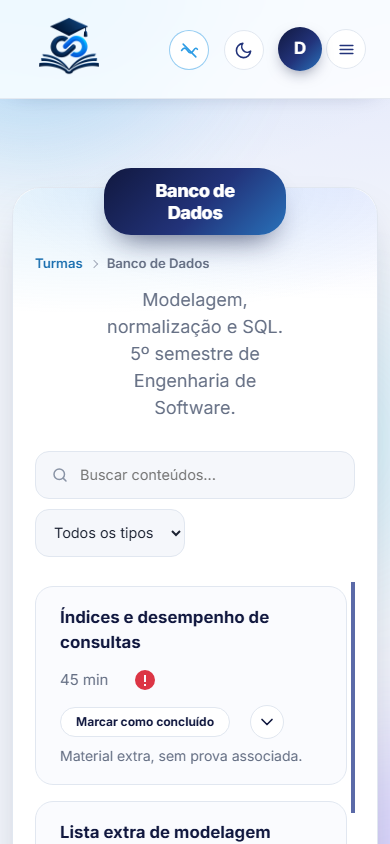 D
Banco de
Dados
Turmas > Banco de Dados
Modelagem,
normalização e SQL.
5º semestre de
Engenharia de
Software.
Buscar conteúdos...
Todos os tipos
Índices e desempenho de
consultas
45 min
Marcar como concluído
Material extra, sem prova associada.
Lista extra de modelagem